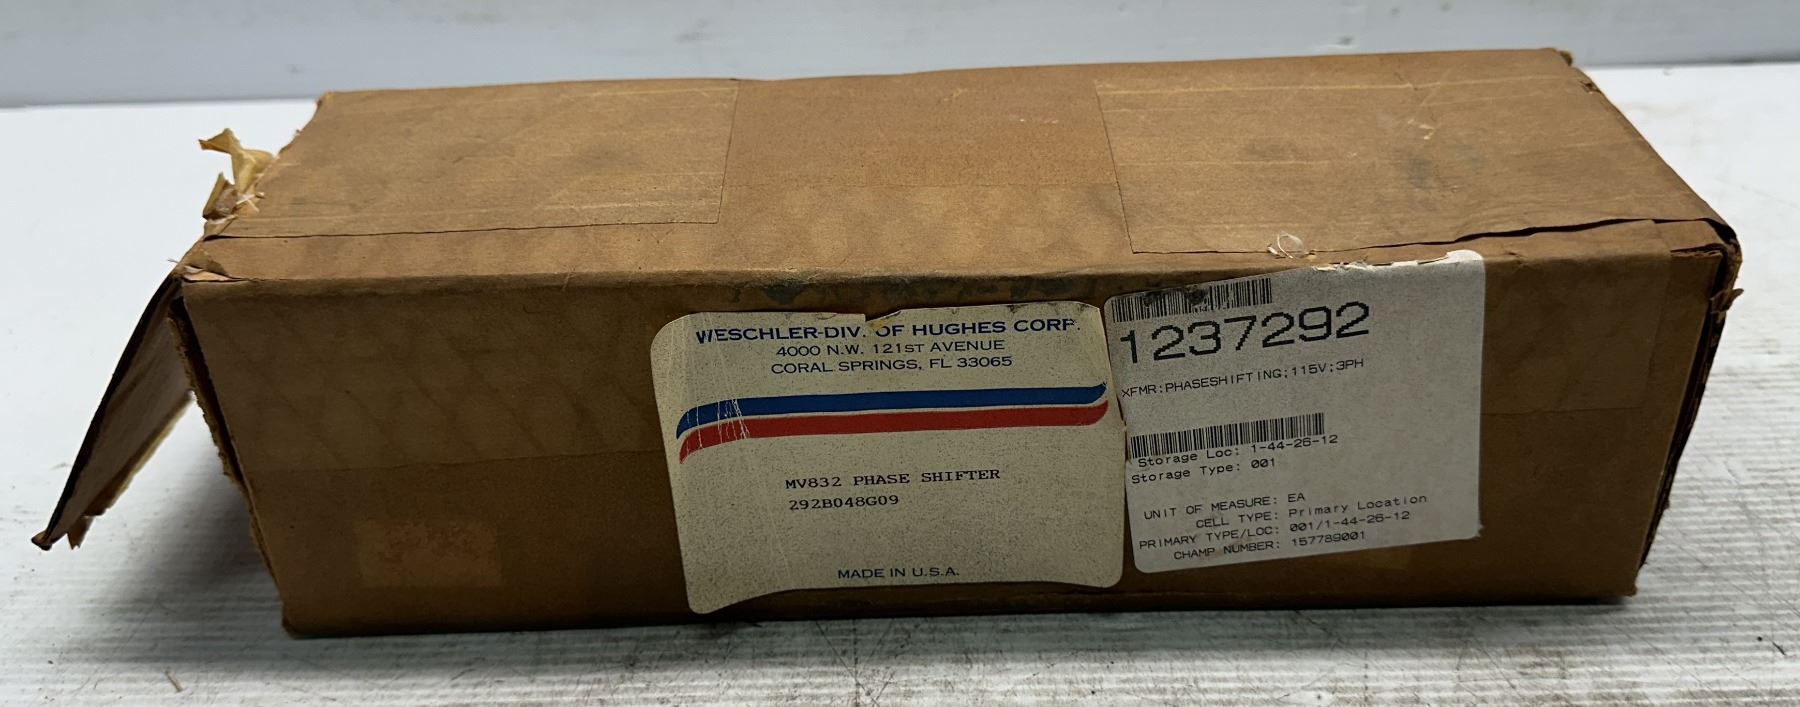 WESCHLER-DIV. OF HUGHES CORP.
4000 N.W. 121ST AVENUE
CORAL SPRINGS, FL 33065
MV832 PHASE SHIFTER
292B048G09
MADE IN U.S.A.
1237292
XFMR:PHASESHIFTING;115V;3PH
Storage Loc: 1-44-26-12
Storage Type: 001
UNIT OF MEASURE: EA
CELL TYPE: Primary Location
PRIMARY TYPE/LOC: 001/1-44-26-12
CHAMP NUMBER: 157789001